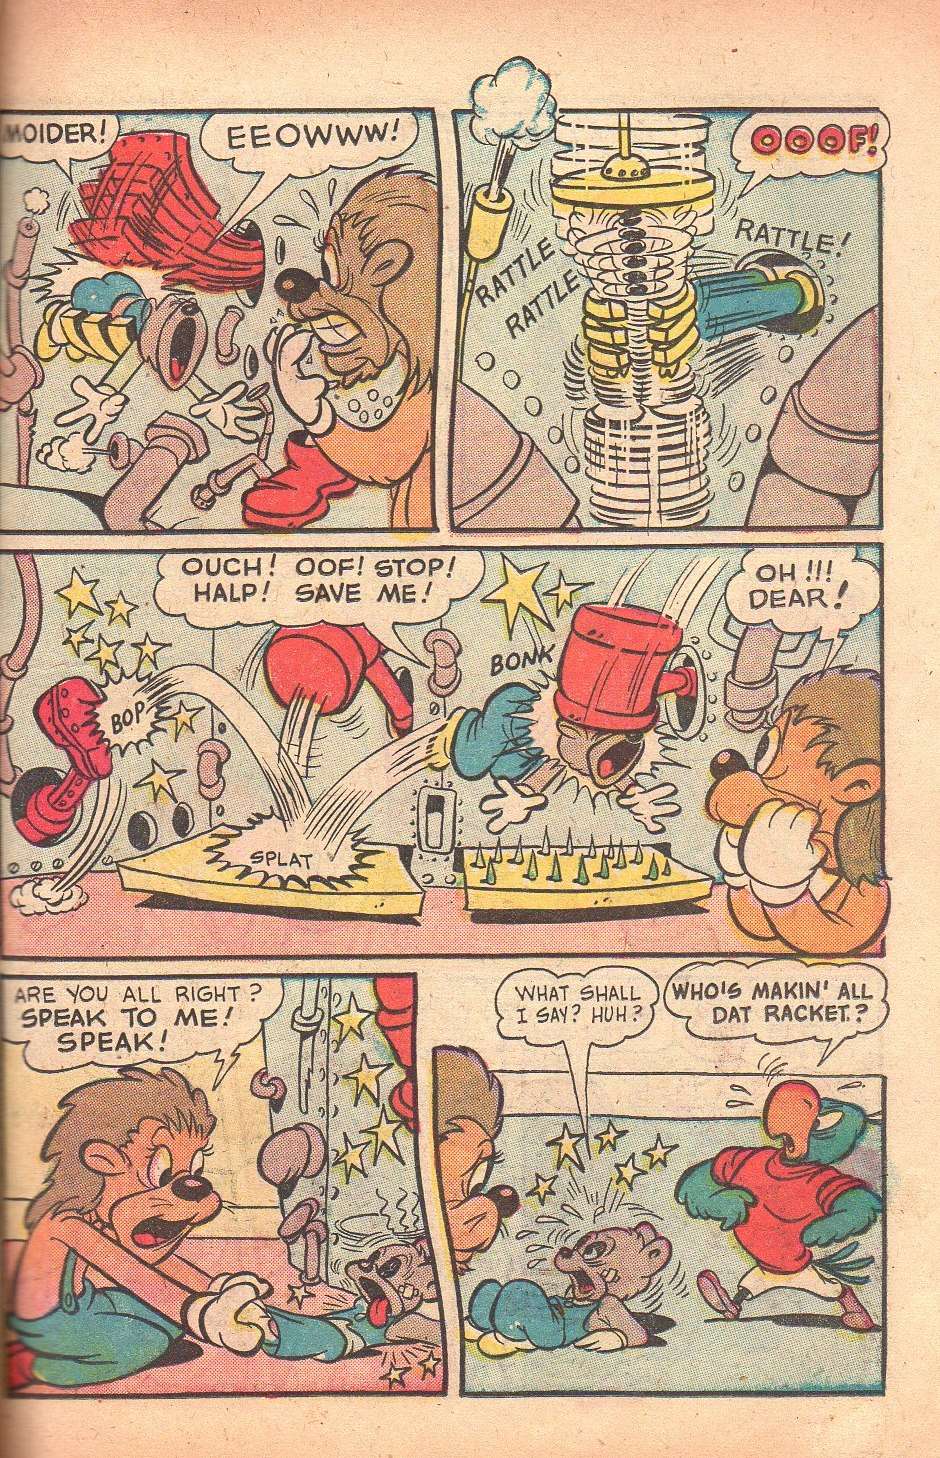 MOIDER!
EEOWWW!
OOOF!
RATTLE
RATTLE
RATTLE!
OUCH! OOF! STOP!
HALP! SAVE ME!
OH!!!
DEAR!
BONK
BOP
SPLAT
ARE YOU ALL RIGHT?
SPEAK TO ME!
SPEAK!
WHAT SHALL
I SAY? HUH?
WHO'S MAKIN' ALL
DAT RACKET?